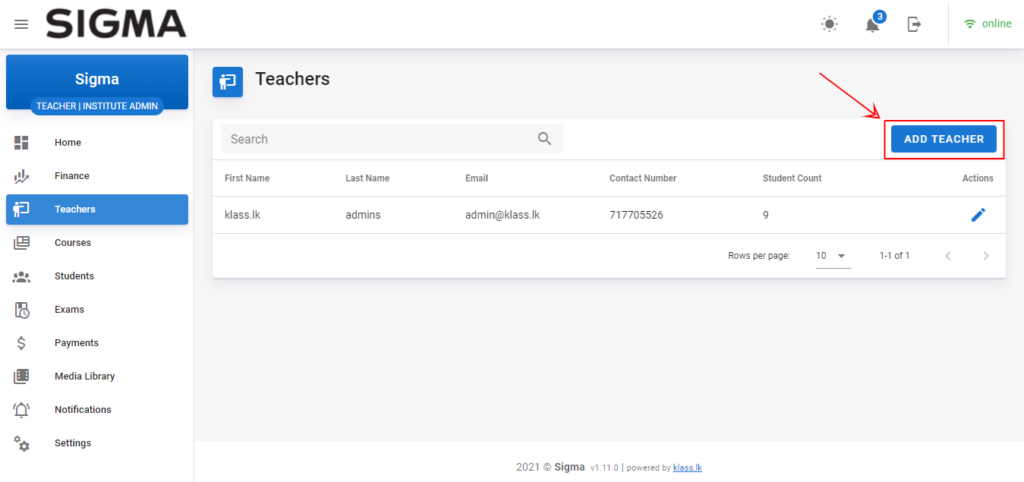 SIGMA
3
online
Sigma
TEACHER | INSTITUTE ADMIN
Home
Finance
Teachers
Courses
Students
Exams
Payments
Media Library
Notifications
Settings
Teachers
Search
ADD TEACHER
First Name Last Name Email Contact Number Student Count Actions
klass.lk admins admin@klass.lk 717705526 9
Rows per page: 10 1-1 of 1
2021 © Sigma v1.11.0 | powered by klass.lk